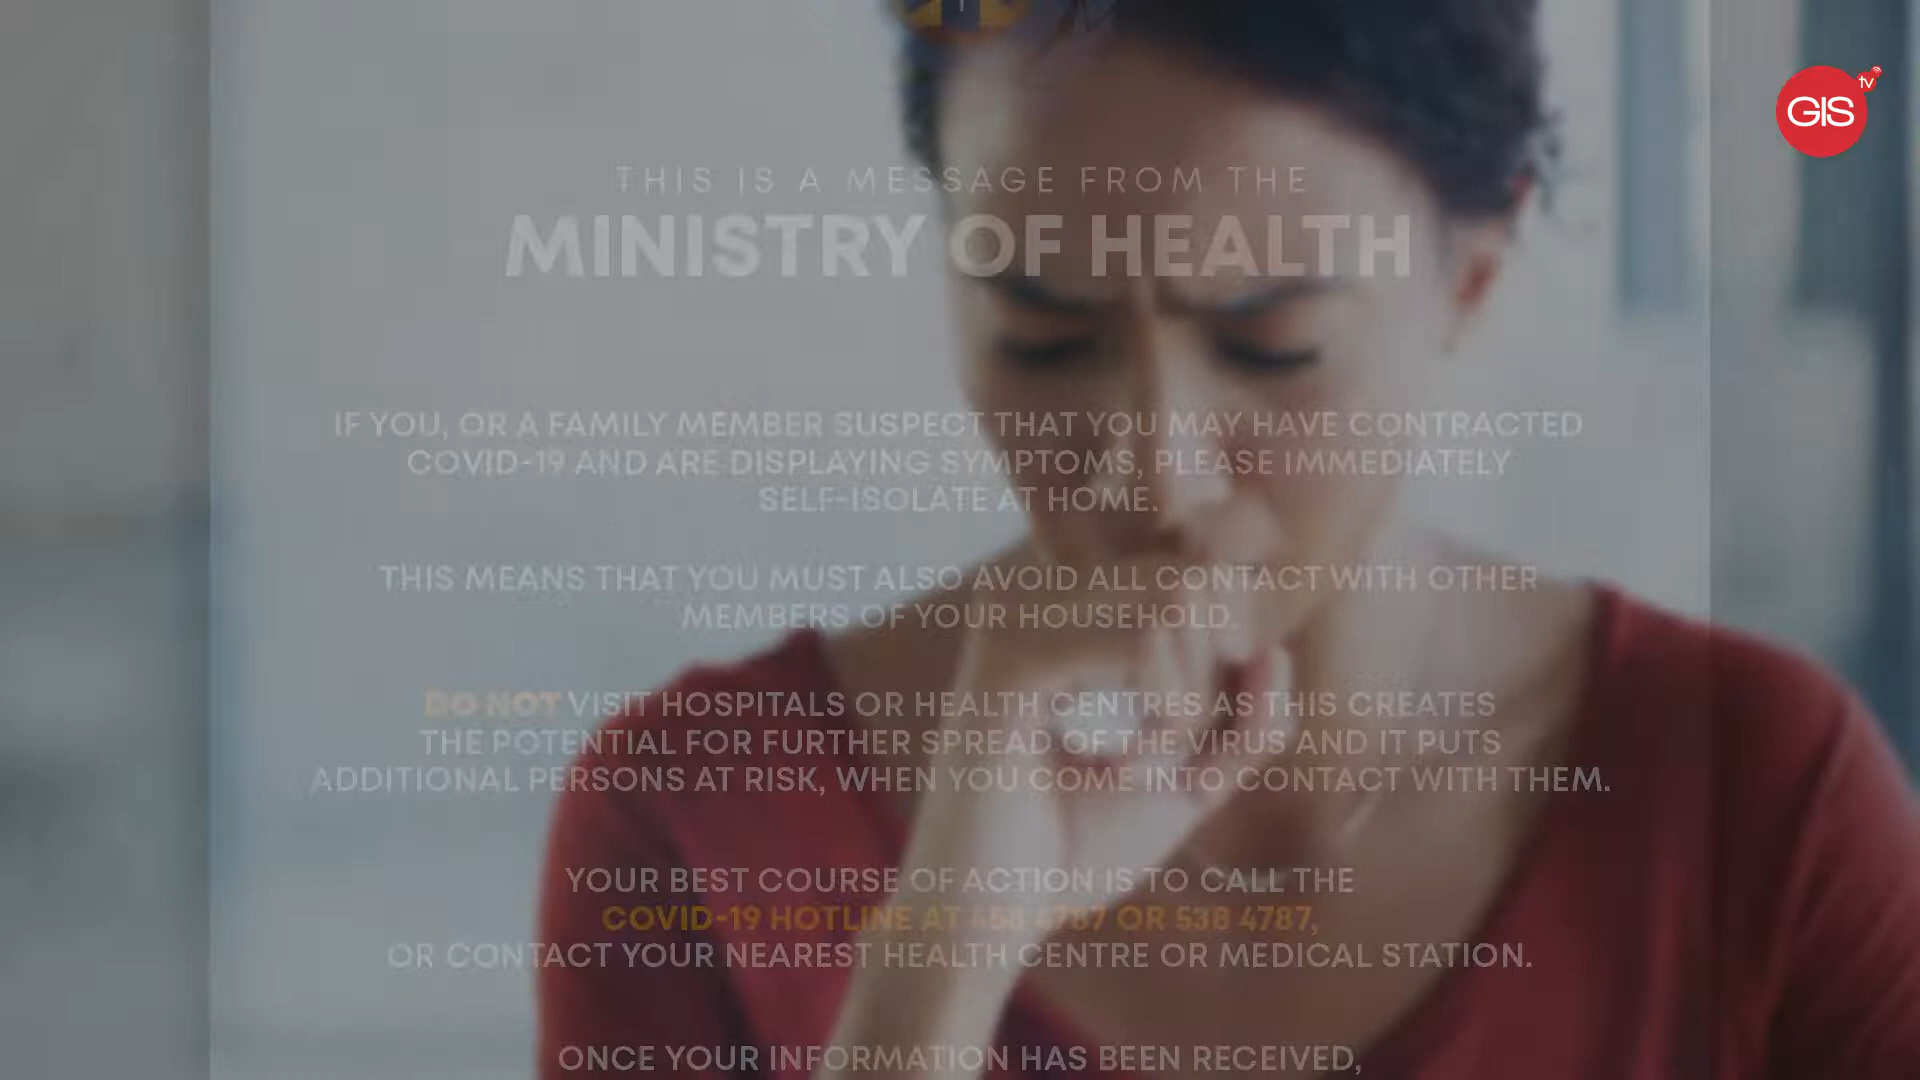 GIS
tv
THIS IS A MESSAGE FROM THE
MINISTRY OF HEALTH
IF YOU, OR A FAMILY MEMBER SUSPECT THAT YOU MAY HAVE CONTRACTED
COVID-19 AND ARE DISPLAYING SYMPTOMS, PLEASE IMMEDIATELY
SELF-ISOLATE AT HOME.
THIS MEANS THAT YOU MUST ALSO AVOID ALL CONTACT WITH OTHER
MEMBERS OF YOUR HOUSEHOLD.
DO NOT VISIT HOSPITALS OR HEALTH CENTRES AS THIS CREATES
THE POTENTIAL FOR FURTHER SPREAD OF THE VIRUS AND IT PUTS
ADDITIONAL PERSONS AT RISK, WHEN YOU COME INTO CONTACT WITH THEM.
YOUR BEST COURSE OF ACTION IS TO CALL THE
COVID-19 HOTLINE AT 458 4787 OR 538 4787,
OR CONTACT YOUR NEAREST HEALTH CENTRE OR MEDICAL STATION.
ONCE YOUR INFORMATION HAS BEEN RECEIVED,